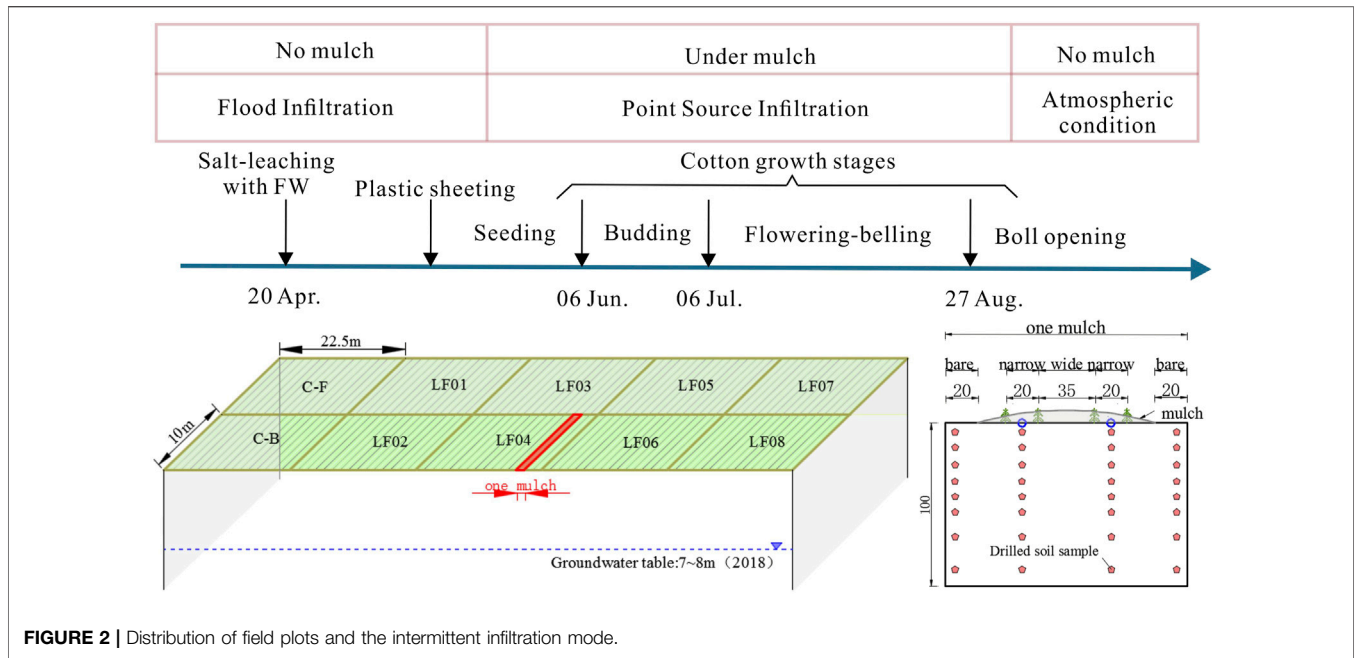 No mulch
Under mulch
No mulch
Flood Infiltration
Point Source Infiltration
Atmospheric
condition
Salt-leaching
with FW
Plastic sheeting
Cotton growth stages
Seeding
Budding
Flowering-belling
Boll opening
20 Apr.
06 Jun.
06 Jul.
27 Aug.
22.5m
10m
C-F
LF01
LF03
LF05
LF07
C-B
LF02
LF04
LF06
LF08
one mulch
Groundwater table:7~8m（2018）
one mulch
bare
narrow wide narrow
bare
20
20
35
20
20
mulch
100
Drilled soil sample
FIGURE 2 | Distribution of field plots and the intermittent infiltration mode.